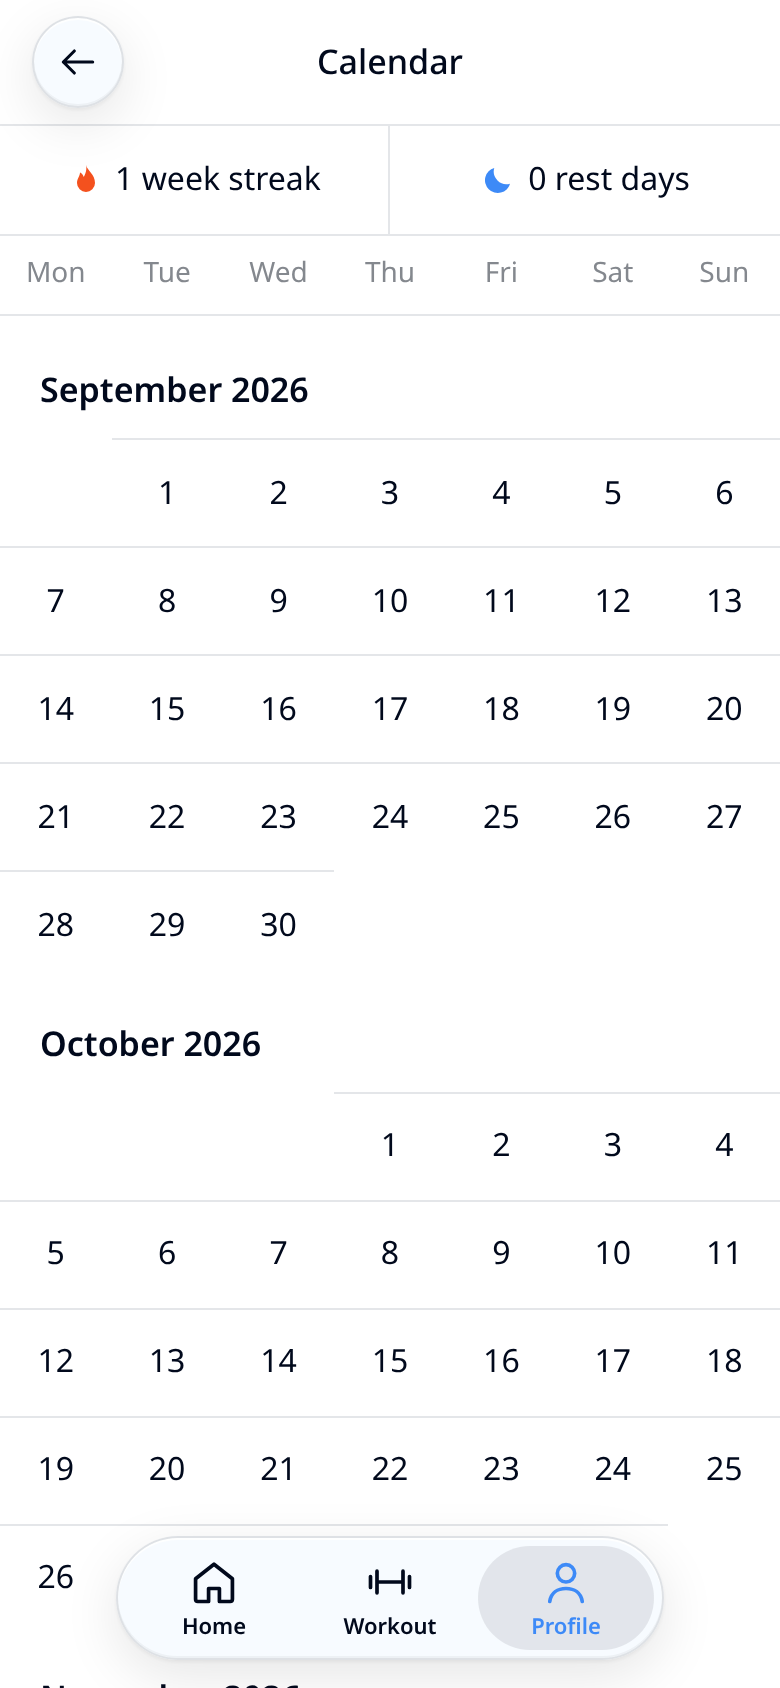 Calendar
1 week streak 0 rest days
Mon Tue Wed Thu Fri Sat Sun
September 2026
1 2 3 4 5 6
7 8 9 10 11 12 13
14 15 16 17 18 19 20
21 22 23 24 25 26 27
28 29 30
October 2026
1 2 3 4
5 6 7 8 9 10 11
12 13 14 15 16 17 18
19 20 21 22 23 24 25
26
Home Workout Profile